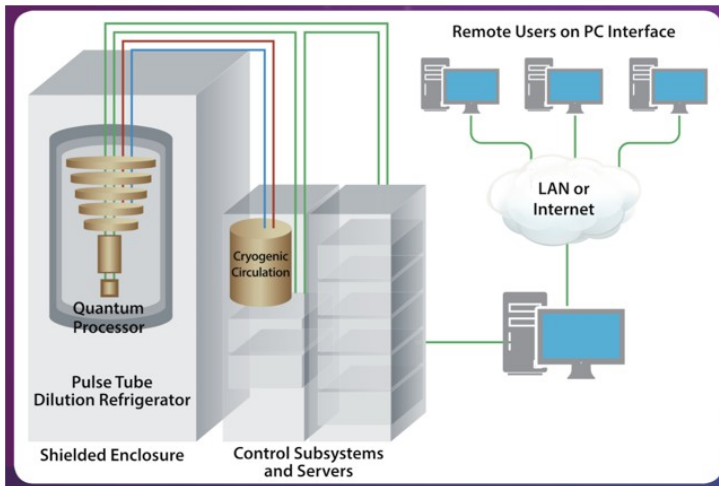 Remote Users on PC Interface
LAN or
Internet
Cryogenic
Circulation
Quantum
Processor
Pulse Tube
Dilution Refrigerator
Shielded Enclosure
Control Subsystems
and Servers